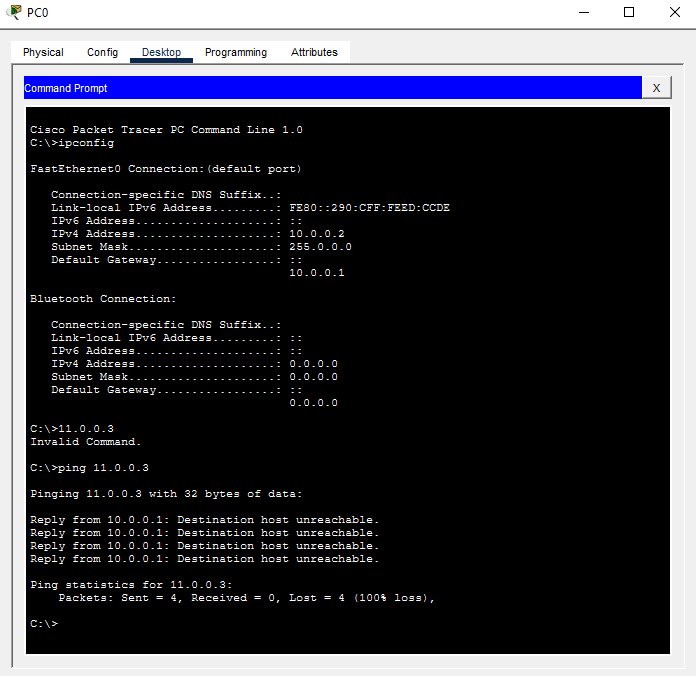 PC0
Physical Config Desktop Programming Attributes
Command Prompt X
Cisco Packet Tracer PC Command Line 1.0
C:\>ipconfig
FastEthernet0 Connection:(default port)
Connection-specific DNS Suffix..:
Link-local IPv6 Address.........: FE80::290:CFF:FEED:CCDE
IPv6 Address....................: ::
IPv4 Address....................: 10.0.0.2
Subnet Mask.....................: 255.0.0.0
Default Gateway.................: ::
10.0.0.1
Bluetooth Connection:
Connection-specific DNS Suffix..:
Link-local IPv6 Address.........: ::
IPv6 Address....................: ::
IPv4 Address....................: 0.0.0.0
Subnet Mask.....................: 0.0.0.0
Default Gateway.................: ::
0.0.0.0
C:\>11.0.0.3
Invalid Command.
C:\>ping 11.0.0.3
Pinging 11.0.0.3 with 32 bytes of data:
Reply from 10.0.0.1: Destination host unreachable.
Reply from 10.0.0.1: Destination host unreachable.
Reply from 10.0.0.1: Destination host unreachable.
Reply from 10.0.0.1: Destination host unreachable.
Ping statistics for 11.0.0.3:
Packets: Sent = 4, Received = 0, Lost = 4 (100% loss),
C:\>